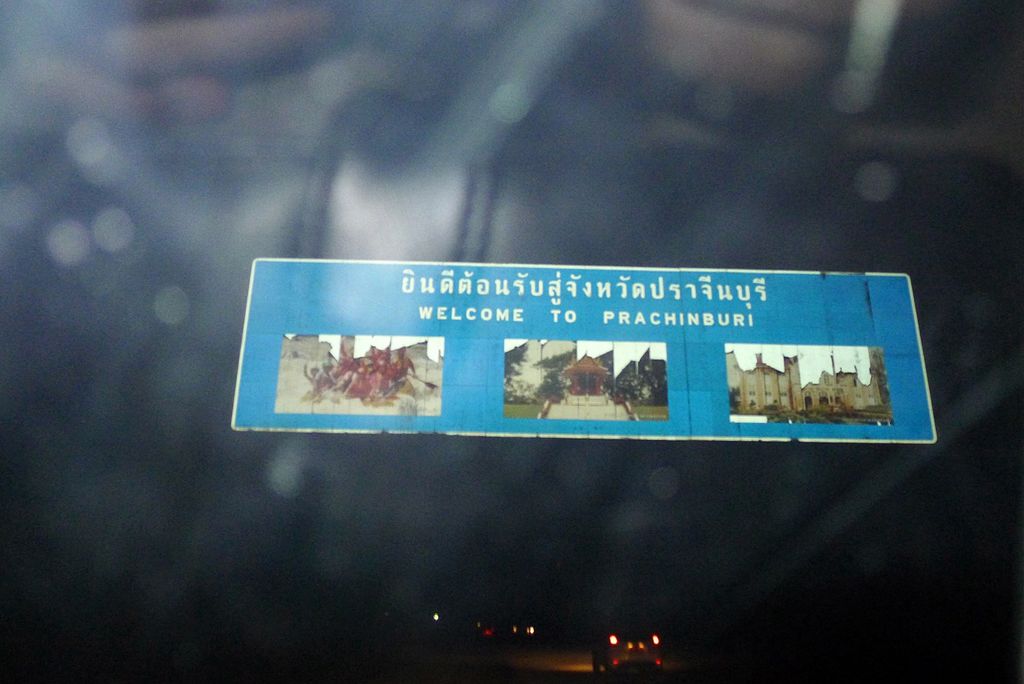 ยินดีต้อนรับสู่จังหวัดปราจีนบุรี
WELCOME TO PRACHINBURI